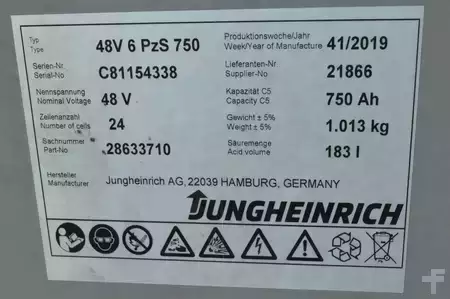 Typ 48V 6 PzS 750 Produktionswoche/Jahr 41/2019
Type Week/Year of Manufacture
Serien-Nr. C81154338 Lieferanten-Nr 21866
Serial-No Supplier-No
Nennspannung 48 V Kapazität C5 750 Ah
Nominal Voltage Capacity C5
Zellenanzahl 24 Gewicht ± 5% 1.013 kg
Number of cells Weight ± 5%
Sachnummer 28633710 Säuremenge 183 l
Part-No Acid volume
Hersteller Jungheinrich AG, 22039 HAMBURG, GERMANY
Manufacturer
JUNGHEINRICH
Pb